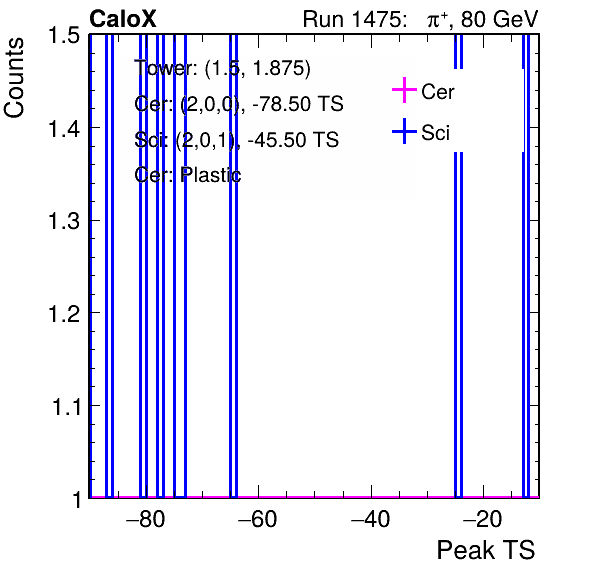 CaloX Run 1475: π⁺, 80 GeV
Counts
1.5
1.4
1.3
1.2
1.1
1
Tower: (1.5, 1.875)
Cer: (2,0,0), -78.50 TS
Sci: (2,0,1), -45.50 TS
Cer: Plastic
Cer
Sci
−80 −60 −40 −20
Peak TS